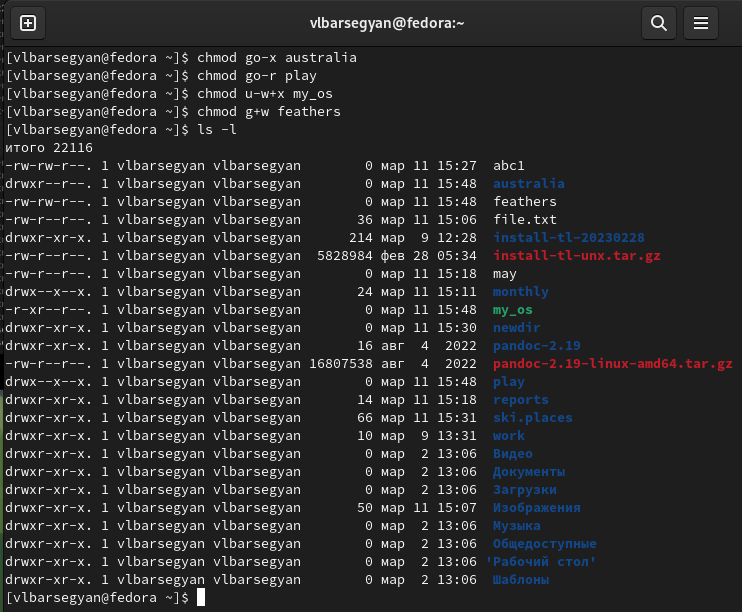 vlbarsegyan@fedora:~
[vlbarsegyan@fedora ~]$ chmod go-x australia
[vlbarsegyan@fedora ~]$ chmod go-r play
[vlbarsegyan@fedora ~]$ chmod u-w+x my_os
[vlbarsegyan@fedora ~]$ chmod g+w feathers
[vlbarsegyan@fedora ~]$ ls -l
итого 22116
-rw-rw-r--. 1 vlbarsegyan vlbarsegyan        0 мар 11 15:27  abc1
drwxr--r--. 1 vlbarsegyan vlbarsegyan        0 мар 11 15:48  australia
-rw-rw-r--. 1 vlbarsegyan vlbarsegyan        0 мар 11 15:48  feathers
-rw-r--r--. 1 vlbarsegyan vlbarsegyan       36 мар 11 15:06  file.txt
drwxr-xr-x. 1 vlbarsegyan vlbarsegyan      214 мар  9 12:28  install-tl-20230228
-rw-r--r--. 1 vlbarsegyan vlbarsegyan  5828984 фев 28 05:34  install-tl-unx.tar.gz
-rw-r--r--. 1 vlbarsegyan vlbarsegyan        0 мар 11 15:18  may
drwx--x--x. 1 vlbarsegyan vlbarsegyan       24 мар 11 15:11  monthly
-r-xr--r--. 1 vlbarsegyan vlbarsegyan        0 мар 11 15:48  my_os
drwxr-xr-x. 1 vlbarsegyan vlbarsegyan        0 мар 11 15:30  newdir
drwxr-xr-x. 1 vlbarsegyan vlbarsegyan       16 авг  4  2022  pandoc-2.19
-rw-r--r--. 1 vlbarsegyan vlbarsegyan 16807538 авг  4  2022  pandoc-2.19-linux-amd64.tar.gz
drwx--x--x. 1 vlbarsegyan vlbarsegyan        0 мар 11 15:48  play
drwxr-xr-x. 1 vlbarsegyan vlbarsegyan       14 мар 11 15:18  reports
drwxr-xr-x. 1 vlbarsegyan vlbarsegyan       66 мар 11 15:31  ski.places
drwxr-xr-x. 1 vlbarsegyan vlbarsegyan       10 мар  9 13:31  work
drwxr-xr-x. 1 vlbarsegyan vlbarsegyan        0 мар  2 13:06  Видео
drwxr-xr-x. 1 vlbarsegyan vlbarsegyan        0 мар  2 13:06  Документы
drwxr-xr-x. 1 vlbarsegyan vlbarsegyan        0 мар  2 13:06  Загрузки
drwxr-xr-x. 1 vlbarsegyan vlbarsegyan       50 мар 11 15:07  Изображения
drwxr-xr-x. 1 vlbarsegyan vlbarsegyan        0 мар  2 13:06  Музыка
drwxr-xr-x. 1 vlbarsegyan vlbarsegyan        0 мар  2 13:06  Общедоступные
drwxr-xr-x. 1 vlbarsegyan vlbarsegyan        0 мар  2 13:06 'Рабочий стол'
drwxr-xr-x. 1 vlbarsegyan vlbarsegyan        0 мар  2 13:06  Шаблоны
[vlbarsegyan@fedora ~]$